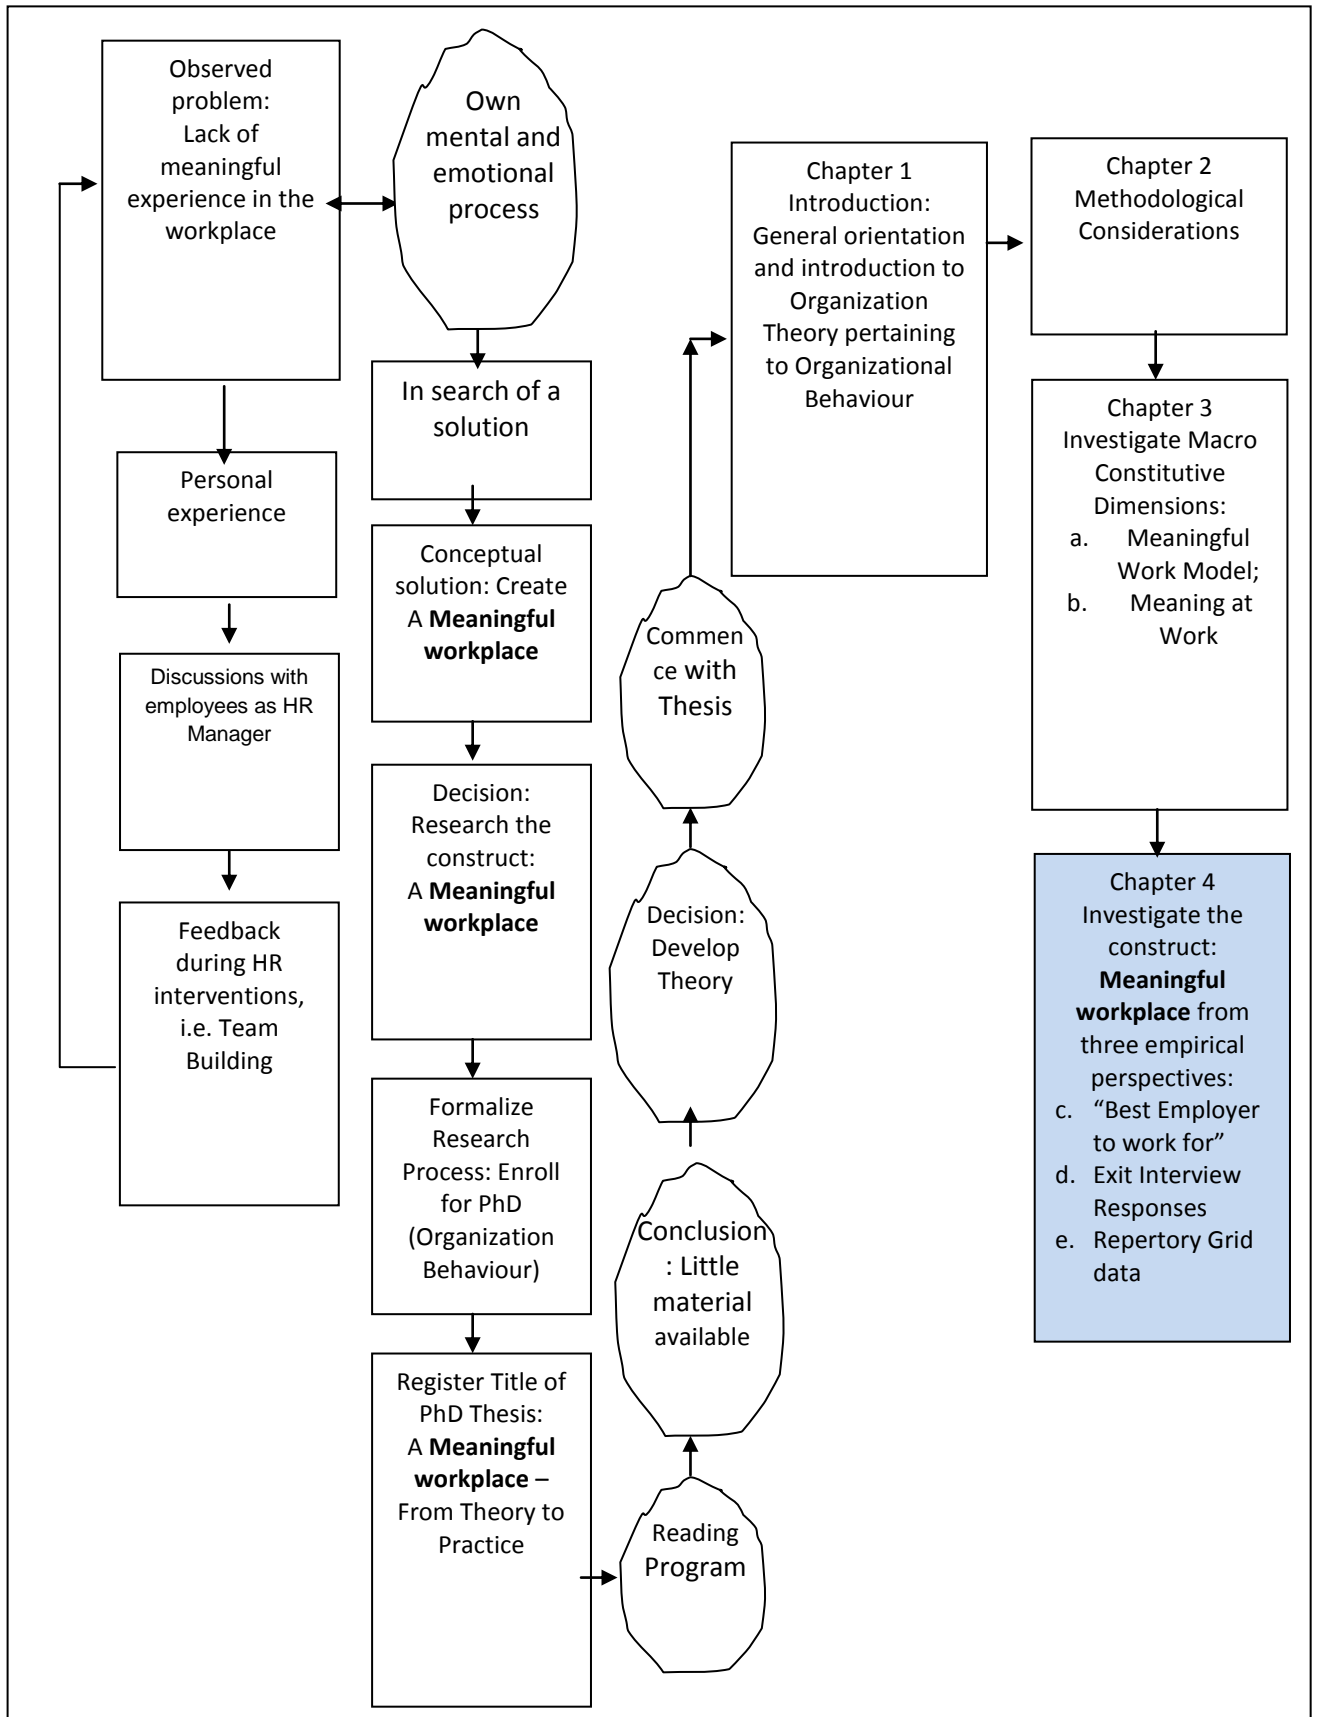 Observed
problem:
Lack of
meaningful
experience in the
workplace
Personal
experience
Discussions with
employees as HR
Manager
Feedback
during HR
interventions,
i.e. Team
Building
Own
mental and
emotional
process
In search of a
solution
Conceptual
solution: Create
A Meaningful
workplace
Decision:
Research the
construct:
A Meaningful
workplace
Formalize
Research
Process: Enroll
for PhD
(Organization
Behaviour)
Register Title of
PhD Thesis:
A Meaningful
workplace –
From Theory to
Practice
Reading
Program
Conclusion
: Little
material
available
Decision:
Develop
Theory
Commen
ce with
Thesis
Chapter 1
Introduction:
General orientation
and introduction to
Organization
Theory pertaining
to Organizational
Behaviour
Chapter 2
Methodological
Considerations
Chapter 3
Investigate Macro
Constitutive
Dimensions:
a. Meaningful
Work Model;
b. Meaning at
Work
Chapter 4
Investigate the
construct:
Meaningful
workplace from
three empirical
perspectives:
c. “Best Employer
to work for”
d. Exit Interview
Responses
e. Repertory Grid
data